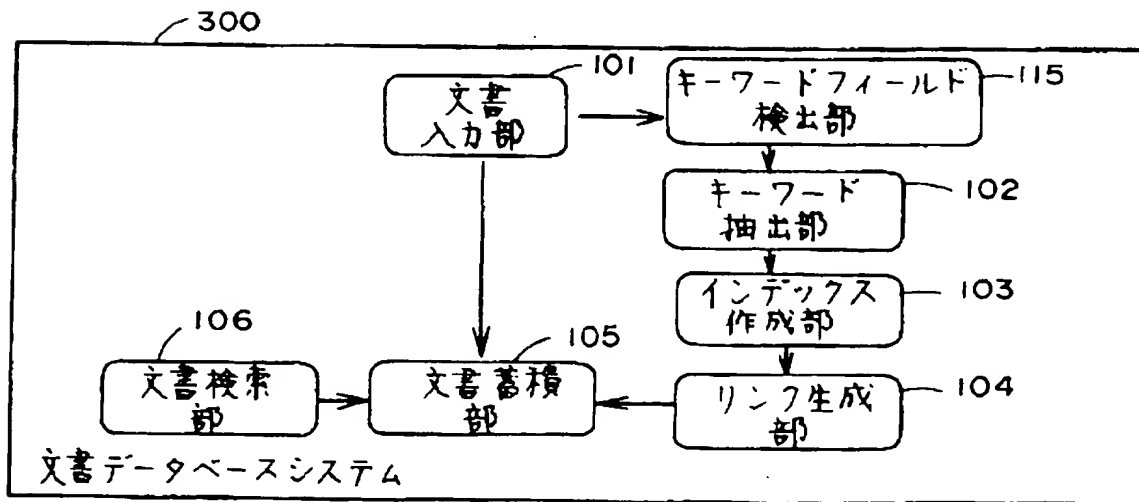 300
101
文書
入力部
キーワードフィールド
検出部
115
キーワード
抽出部
102
インデックス
作成部
103
106
文書検索
部
105
文書蓄積
部
リンク生成
部
104
文書データベースシステム